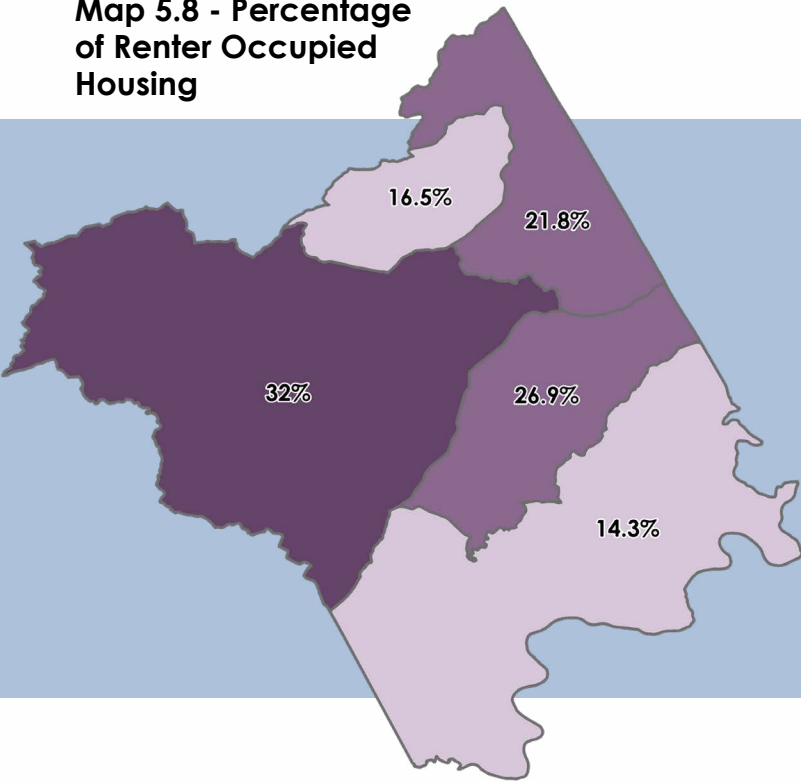 Map 5.8 - Percentage
of Renter Occupied
Housing
16.5%
21.8%
32%
26.9%
14.3%